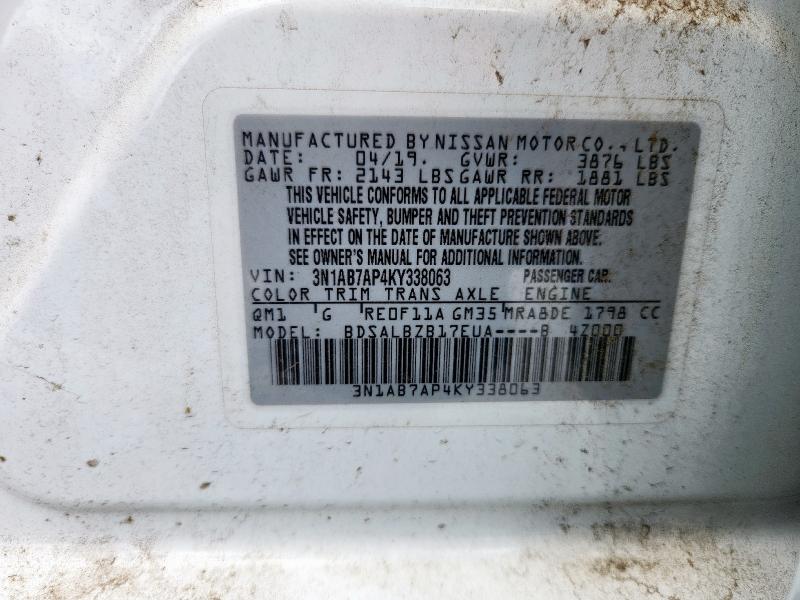 MANUFACTURED BY NISSAN MOTOR CO., LTD.
DATE: 04/19. GVWR: 3876 LBS
GAWR FR: 2143 LBS GAWR RR: 1881 LBS
THIS VEHICLE CONFORMS TO ALL APPLICABLE FEDERAL MOTOR
VEHICLE SAFETY, BUMPER AND THEFT PREVENTION STANDARDS
IN EFFECT ON THE DATE OF MANUFACTURE SHOWN ABOVE.
SEE OWNER'S MANUAL FOR ADDITIONAL INFORMATION.
VIN: 3N1AB7AP4KY338063 PASSENGER CAR.
COLOR TRIM TRANS AXLE ENGINE
QM1 G RE0F11A GM35 MRA8DE 1798 CC
MODEL: BDSALBZB17EUA----B 4Z000
3N1AB7AP4KY338063